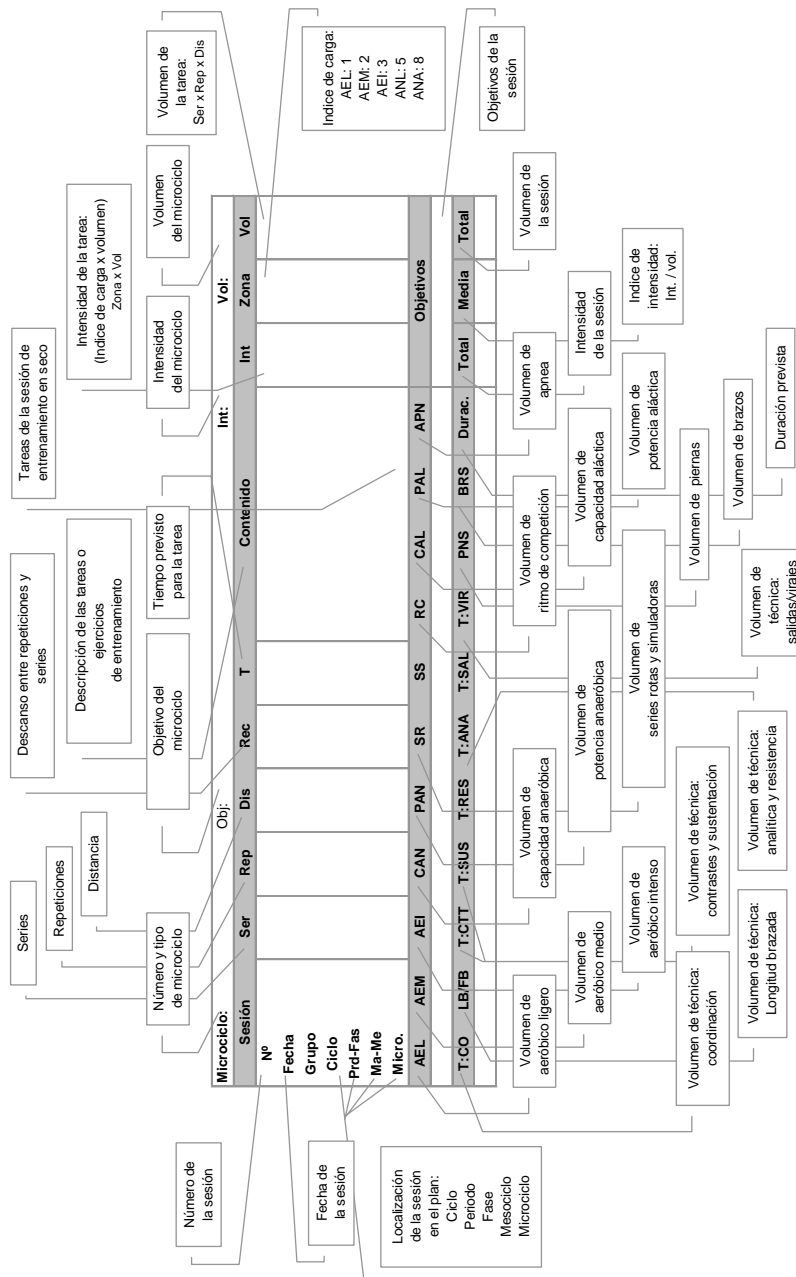 Series
Repeticiones
Distancia
Número y tipo
de microciclo
Descanso entre repeticiones y
series
Descripción de las tareas o
ejercicios
de entrenamiento
Objetivo del
microciclo
Tiempo previsto
para la tarea
Tareas de la sesión de
entrenamiento en seco
Intensidad de la tarea:
(Indice de carga x volumen)
Zona x Vol
Intensidad
del microciclo
Volumen
del microciclo
Volumen de
la tarea:
Ser x Rep x Dis
Indice de carga:
AEL: 1
AEM: 2
AEI: 3
ANL: 5
ANA: 8
Objetivos de la
sesión
Número de
la sesión
Fecha de
la sesión
Localización
de la sesión
en el plan:
Ciclo
Periodo
Fase
Mesociclo
Microciclo
Microciclo: Obj: Int: Vol:
Sesión Ser Rep Dis Rec T Contenido Int Zona Vol
Nº
Fecha
Grupo
Ciclo
Prd-Fas
Ma-Me
Micro.
AEL AEM AEI CAN PAN SR SS RC CAL PAL APN Objetivos
T:CO LB/FB T:CTT T:SUS T:RES T:ANA T:SAL T:VIR PNS BRS Durac. Total Media Total
Volumen de
aeróbico ligero
Volumen de
aeróbico medio
Volumen de
aeróbico intenso
Volumen de
capacidad anaeróbica
Volumen de
potencia anaeróbica
Volumen de
series rotas y simuladoras
Volumen de
ritmo de competición
Volumen de
capacidad aláctica
Volumen de
potencia aláctica
Volumen de
apnea
Intensidad
de la sesión
Indice de
intensidad:
Int. / vol.
Volumen de
la sesión
Volumen de técnica:
coordinación
Volumen de técnica:
Longitud brazada
Volumen de técnica:
contrastes y sustentación
Volumen de técnica:
analítica y resistencia
Volumen de
técnica:
salidas/virajes
Volumen de piernas
Volumen de brazos
Duración prevista